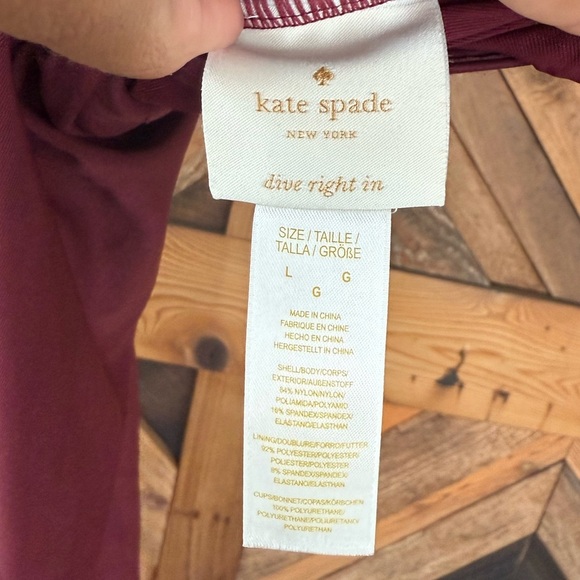 kate spade
NEW YORK
dive right in
SIZE / TAILLE /
TALLA / GRÖßE
L G
G
MADE IN CHINA
FABRIQUE EN CHINE
HECHO EN CHINA
HERGESTELLT IN CHINA
SHELL/BODY/CORPS/
EXTERIOR/AUßENSTOFF
84% NYLON/NYLON/
POLIAMIDA/POLYAMID
16% SPANDEX/SPANDEX/
ELASTANO/ELASTHAN
LINING/DOUBLURE/FORRO/FUTTER
92% POLYESTER/POLYESTER/
POLIESTER/POLYESTER
8% SPANDEX/SPANDEX/
ELASTANO/ELASTHAN
CUPS/BONNET/COPAS/KÖRBCHEN
100% POLYURETHANE/
POLYURETHANE/POLIURETANO/
POLYURETHAN